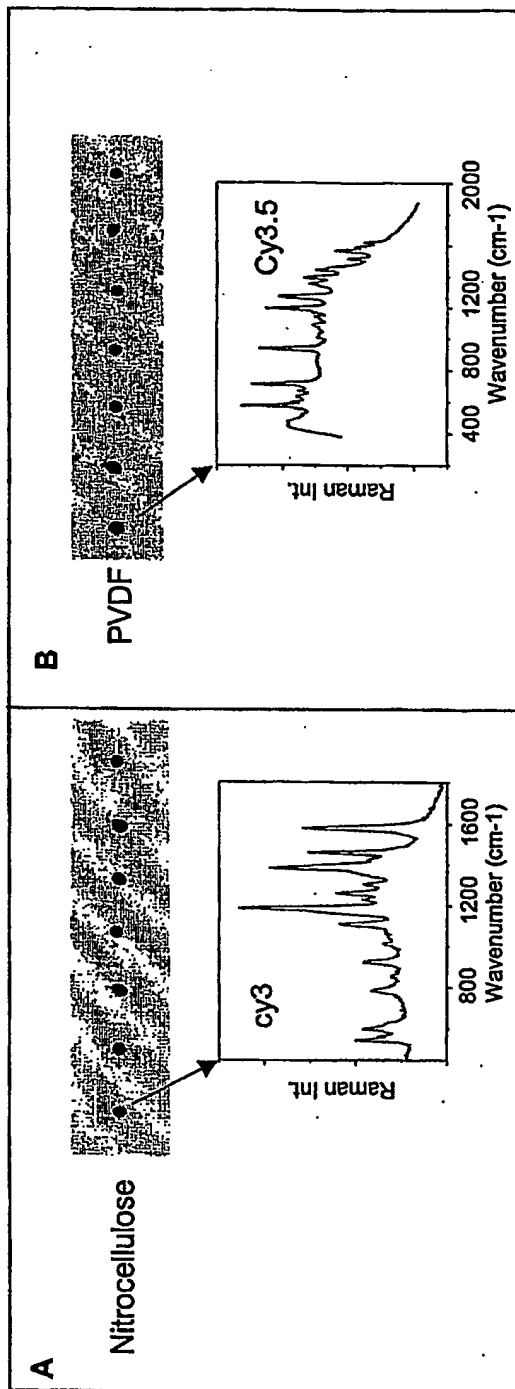 A
Nitrocellulose
cy3
Raman Int.
800 1200 1600
Wavenumber (cm-1)
B
PVDF
Cy3.5
Raman Int.
400 800 1200 2000
Wavenumber (cm-1)